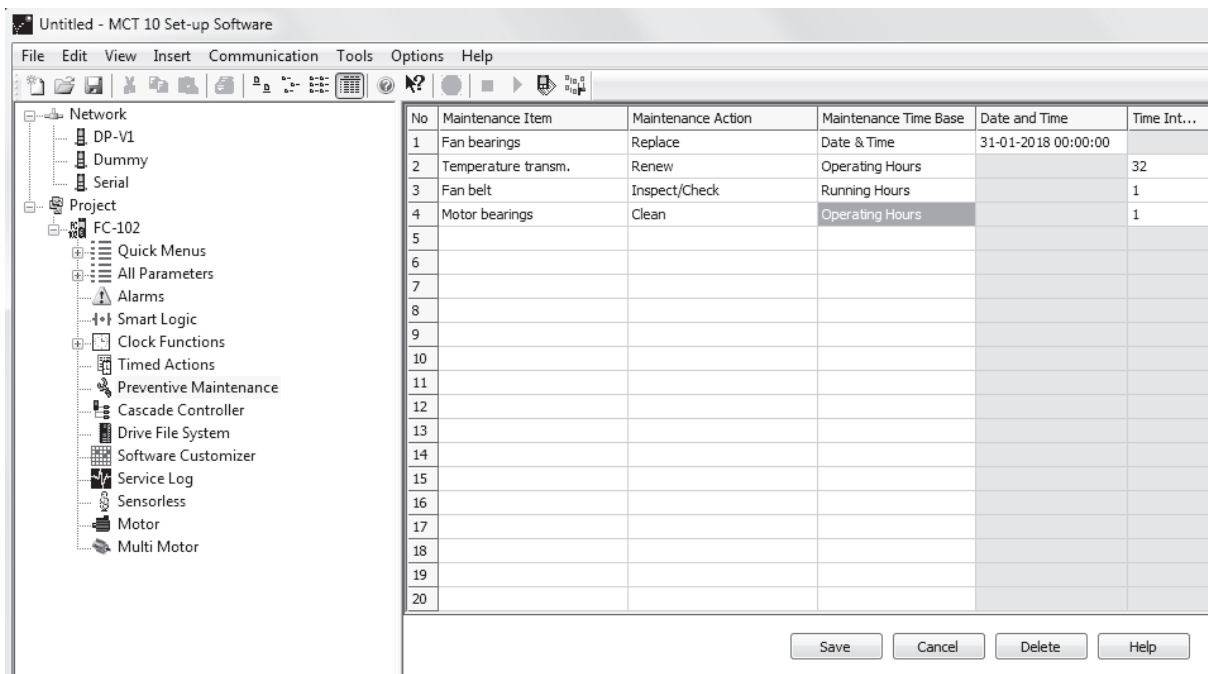 Untitled - MCT 10 Set-up Software
File Edit View Insert Communication Tools Options Help
Network
DP-V1
Dummy
Serial
Project
FC-102
Quick Menus
All Parameters
Alarms
Smart Logic
Clock Functions
Timed Actions
Preventive Maintenance
Cascade Controller
Drive File System
Software Customizer
Service Log
Sensorless
Motor
Multi Motor
No Maintenance Item Maintenance Action Maintenance Time Base Date and Time Time Int...
1 Fan bearings Replace Date & Time 31-01-2018 00:00:00
2 Temperature transm. Renew Operating Hours 32
3 Fan belt Inspect/Check Running Hours 1
4 Motor bearings Clean Operating Hours 1
5
6
7
8
9
10
11
12
13
14
15
16
17
18
19
20
Save Cancel Delete Help